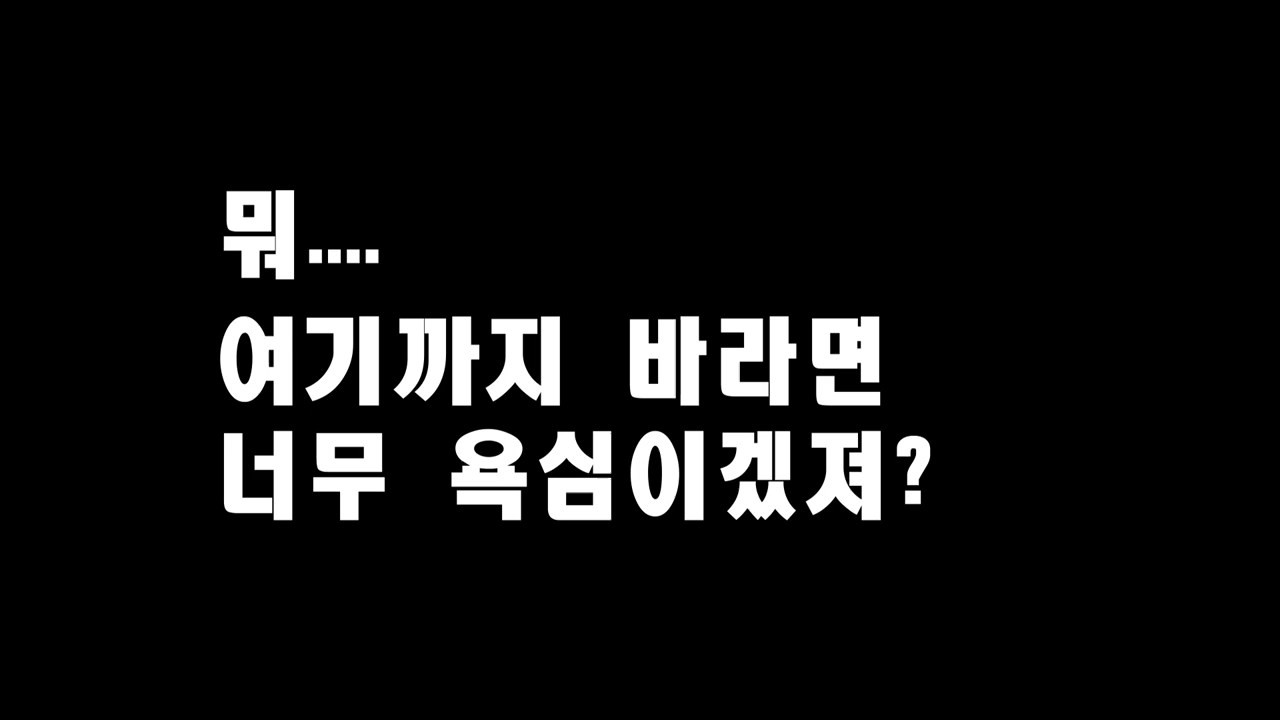 뭐....
여기까지 바라면
너무 욕심이겠져?